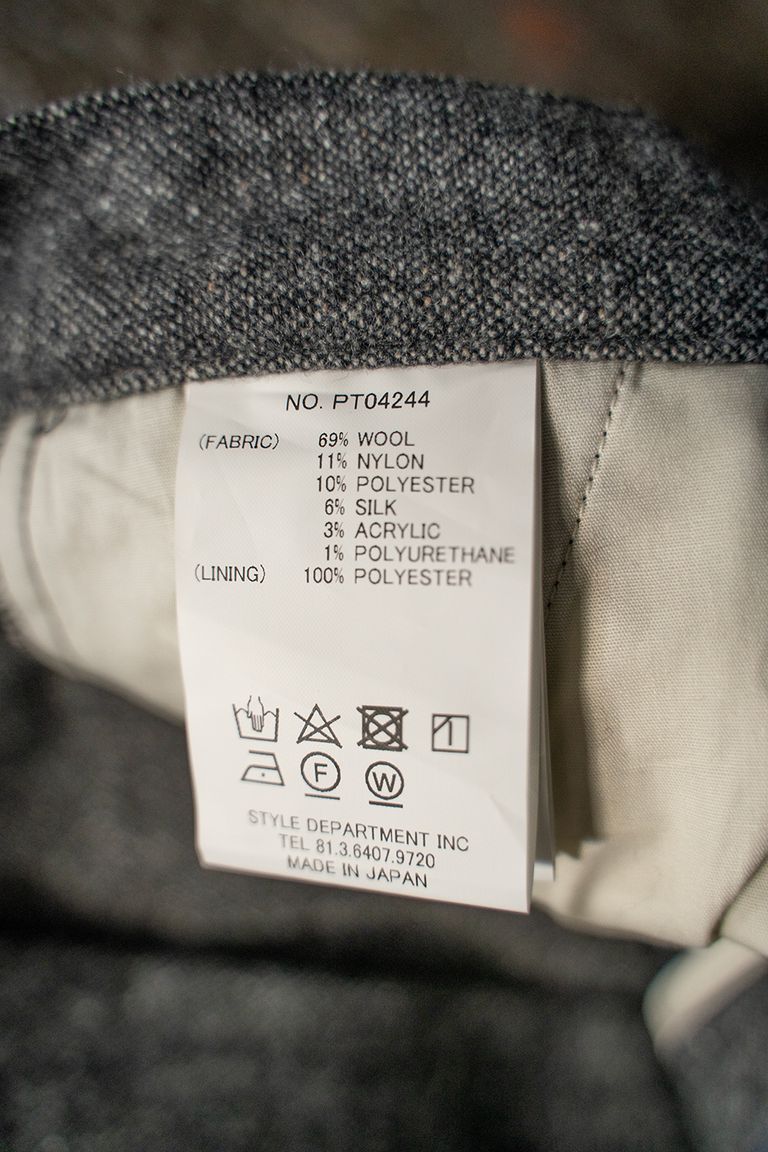 NO. PT04244
(FABRIC) 69% WOOL
11% NYLON
10% POLYESTER
6% SILK
3% ACRYLIC
1% POLYURETHANE
(LINING) 100% POLYESTER
F W
STYLE DEPARTMENT INC
TEL 81.3.6407.9720
MADE IN JAPAN